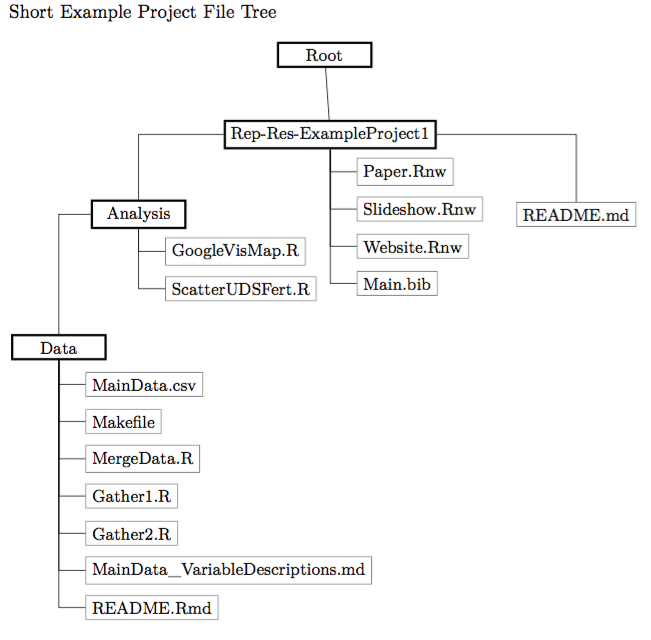 Short Example Project File Tree
Root
Rep-Res-ExampleProject1
Paper.Rnw
Slideshow.Rnw
README.md
Website.Rnw
Main.bib
Analysis
GoogleVisMap.R
ScatterUDSFert.R
Data
MainData.csv
Makefile
MergeData.R
Gather1.R
Gather2.R
MainData_VariableDescriptions.md
README.Rmd